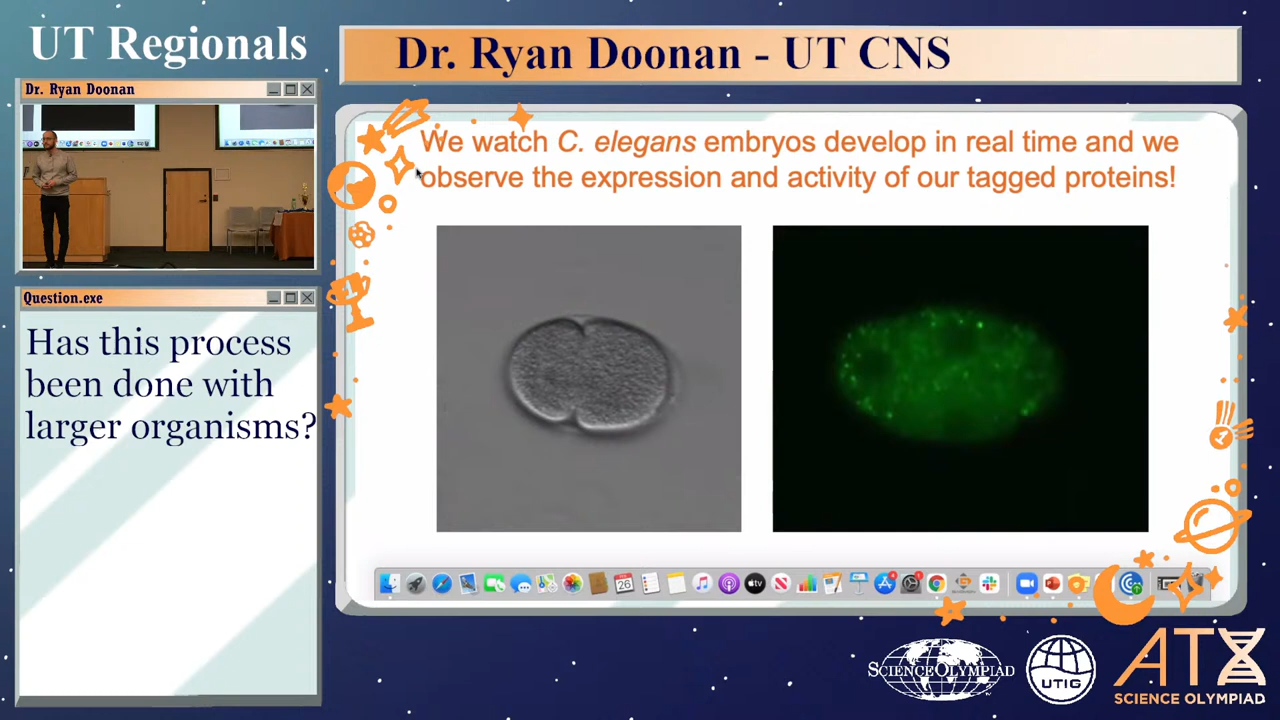 UT Regionals
Dr. Ryan Doonan - UT CNS
Dr. Ryan Doonan
We watch C. elegans embryos develop in real time and we
observe the expression and activity of our tagged proteins!
Question.exe
Has this process
been done with
larger organisms?
26
1
SCIENCE OLYMPIAD
UTIG
ATX
SCIENCE OLYMPIAD